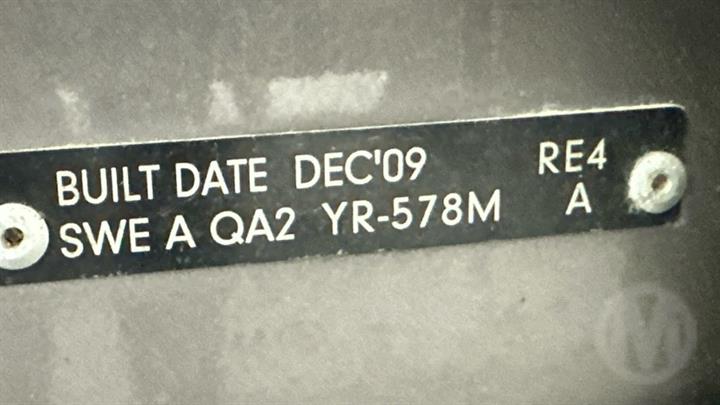 BUILT DATE DEC'09 RE4
SWE A QA2 YR-578M A
M